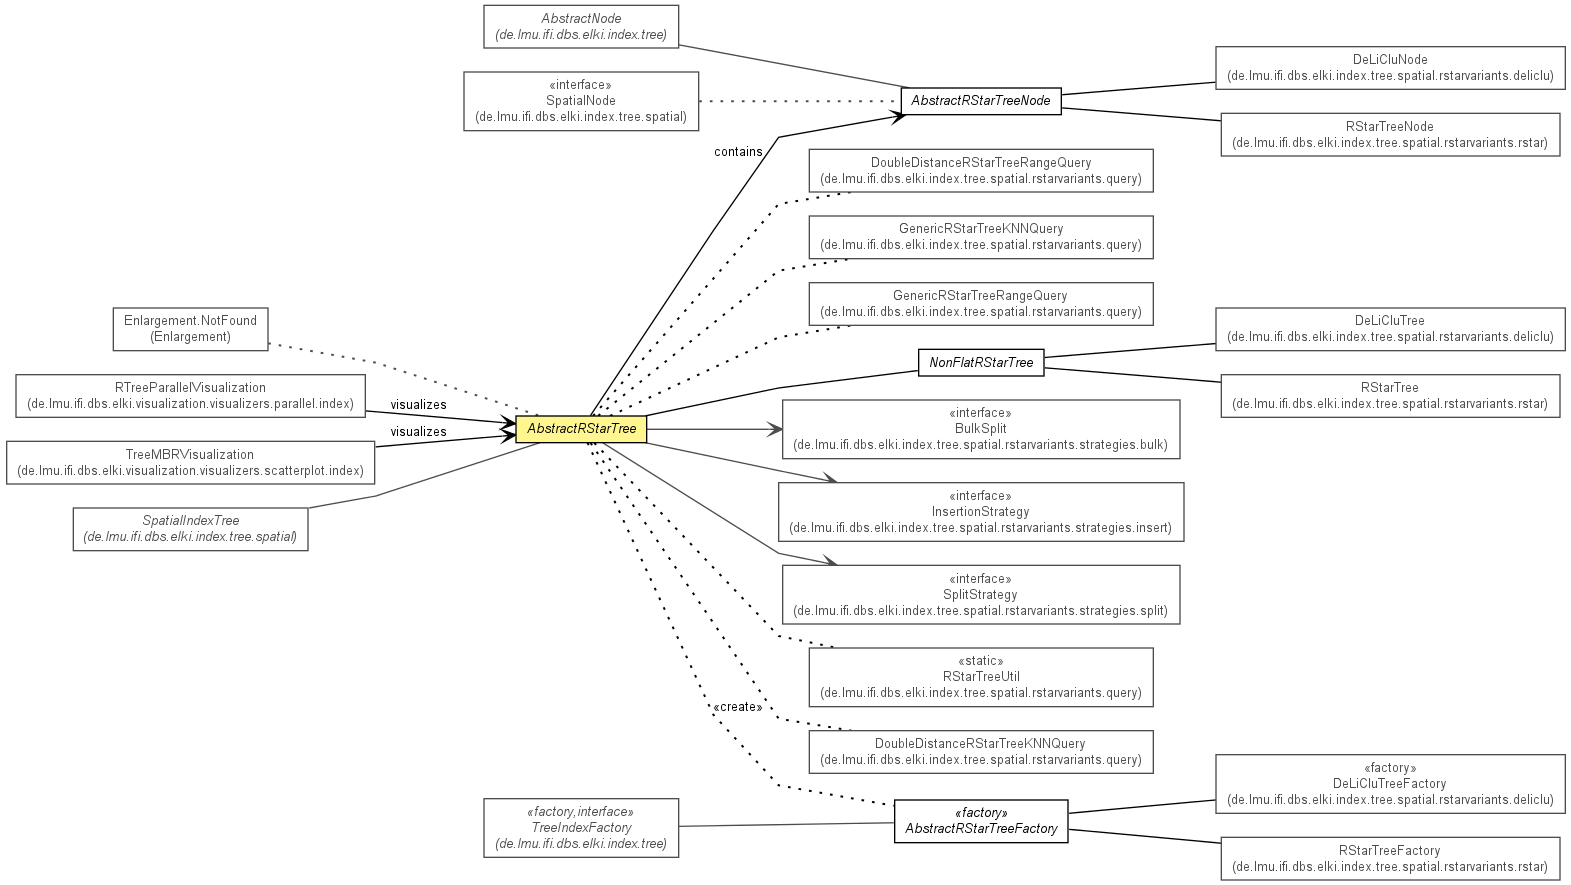 AbstractNode
(de.lmu.ifi.dbs.elki.index.tree)
«interface»
SpatialNode
(de.lmu.ifi.dbs.elki.index.tree.spatial)
AbstractRStarTreeNode
DeLiCluNode
(de.lmu.ifi.dbs.elki.index.tree.spatial.rstarvariants.deliclu)
RStarTreeNode
(de.lmu.ifi.dbs.elki.index.tree.spatial.rstarvariants.rstar)
contains
DoubleDistanceRStarTreeRangeQuery
(de.lmu.ifi.dbs.elki.index.tree.spatial.rstarvariants.query)
GenericRStarTreeKNNQuery
(de.lmu.ifi.dbs.elki.index.tree.spatial.rstarvariants.query)
GenericRStarTreeRangeQuery
(de.lmu.ifi.dbs.elki.index.tree.spatial.rstarvariants.query)
Enlargement.NotFound
(Enlargement)
NonFlatRStarTree
DeLiCluTree
(de.lmu.ifi.dbs.elki.index.tree.spatial.rstarvariants.deliclu)
RStarTree
(de.lmu.ifi.dbs.elki.index.tree.spatial.rstarvariants.rstar)
RTreeParallelVisualization
(de.lmu.ifi.dbs.elki.visualization.visualizers.parallel.index)
visualizes
visualizes
AbstractRStarTree
TreeMBRVisualization
(de.lmu.ifi.dbs.elki.visualization.visualizers.scatterplot.index)
SpatialIndexTree
(de.lmu.ifi.dbs.elki.index.tree.spatial)
«interface»
BulkSplit
(de.lmu.ifi.dbs.elki.index.tree.spatial.rstarvariants.strategies.bulk)
«interface»
InsertionStrategy
(de.lmu.ifi.dbs.elki.index.tree.spatial.rstarvariants.strategies.insert)
«interface»
SplitStrategy
(de.lmu.ifi.dbs.elki.index.tree.spatial.rstarvariants.strategies.split)
«static»
RStarTreeUtil
(de.lmu.ifi.dbs.elki.index.tree.spatial.rstarvariants.query)
«create»
DoubleDistanceRStarTreeKNNQuery
(de.lmu.ifi.dbs.elki.index.tree.spatial.rstarvariants.query)
«factory,interface»
TreeIndexFactory
(de.lmu.ifi.dbs.elki.index.tree)
«factory»
AbstractRStarTreeFactory
«factory»
DeLiCluTreeFactory
(de.lmu.ifi.dbs.elki.index.tree.spatial.rstarvariants.deliclu)
RStarTreeFactory
(de.lmu.ifi.dbs.elki.index.tree.spatial.rstarvariants.rstar)